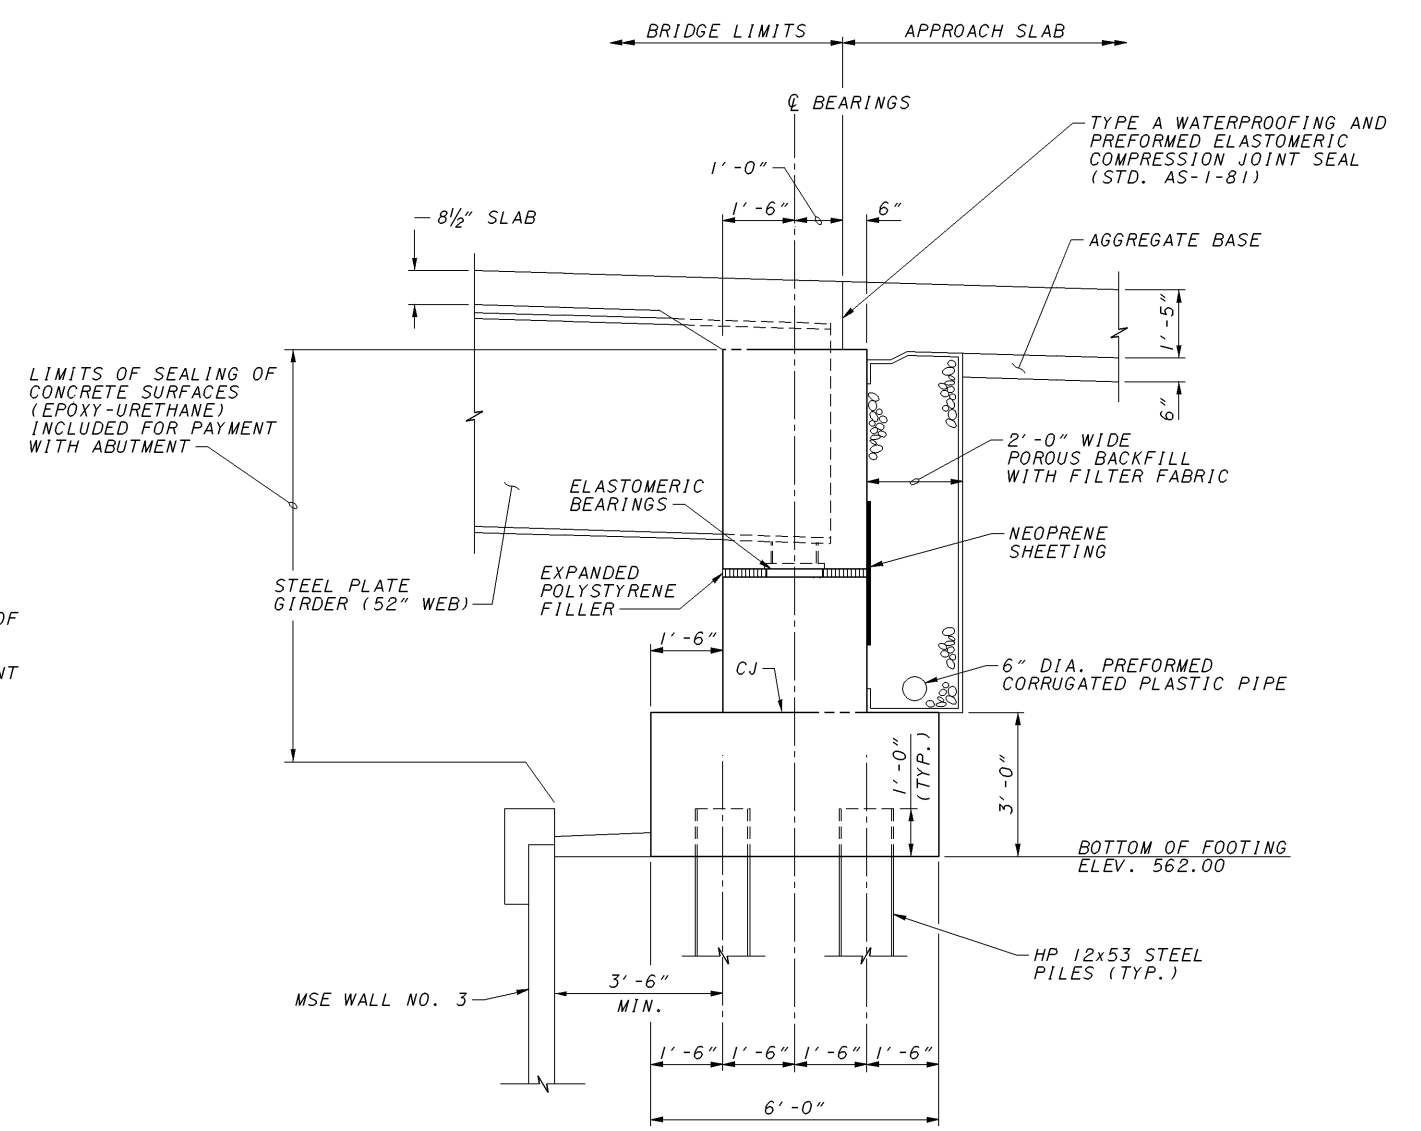 BRIDGE LIMITS
APPROACH SLAB
℄ BEARINGS
TYPE A WATERPROOFING AND
PREFORMED ELASTOMERIC
COMPRESSION JOINT SEAL
(STD. AS-1-81)
1'-0"
1'-6"
6"
8½" SLAB
AGGREGATE BASE
1'-5"
6"
LIMITS OF SEALING OF
CONCRETE SURFACES
(EPOXY-URETHANE)
INCLUDED FOR PAYMENT
WITH ABUTMENT
2'-0" WIDE
POROUS BACKFILL
WITH FILTER FABRIC
ELASTOMERIC
BEARINGS
NEOPRENE
SHEETING
EXPANDED
POLYSTYRENE
FILLER
STEEL PLATE
GIRDER (52" WEB)
OF
NT
1'-6"
CJ
6" DIA. PREFORMED
CORRUGATED PLASTIC PIPE
1'-0"
(TYP.)
3'-0"
BOTTOM OF FOOTING
ELEV. 562.00
HP 12x53 STEEL
PILES (TYP.)
MSE WALL NO. 3
3'-6"
MIN.
1'-6" 1'-6" 1'-6" 1'-6"
6'-0"